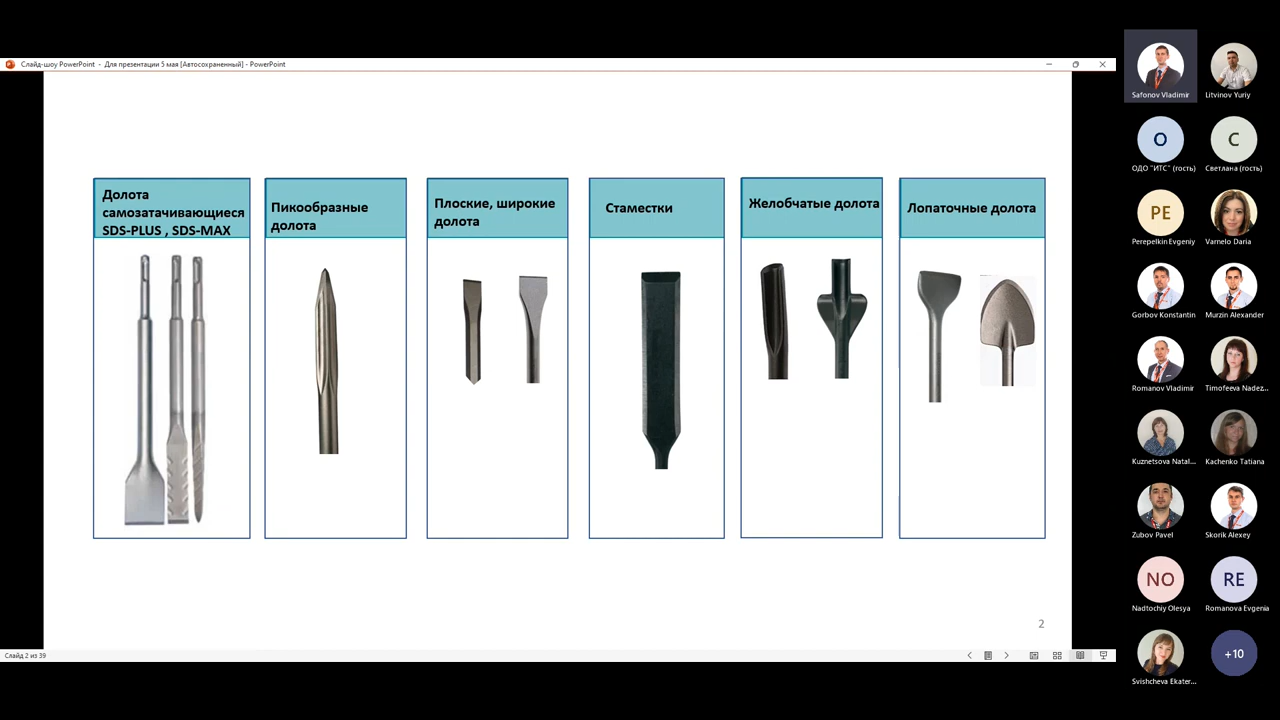 Слайд-шоу PowerPoint - Для презентации 5 мая [Автосохраненный] - PowerPoint
Долота
самозатачивающиеся
SDS-PLUS , SDS-MAX
Пикообразные
долота
Плоские, широкие
долота
Стаместки
Желобчатые долота
Лопаточные долота
2
Слайд 2 из 39
Safonov Vladimir
Litvinov Yuriy
О
С
ОДО "ИТС" (гость)
Светлана (гость)
PE
Perepelkin Evgeniy
Varnelo Daria
Gorbov Konstantin
Murzin Alexander
Romanov Vladimir
Timofeeva Nadez...
Kuznetsova Natal...
Kachenko Tatiana
Zubov Pavel
Skorik Alexey
NO
RE
Nadtochiy Olesya
Romanova Evgenia
Svishcheva Ekater...
+10